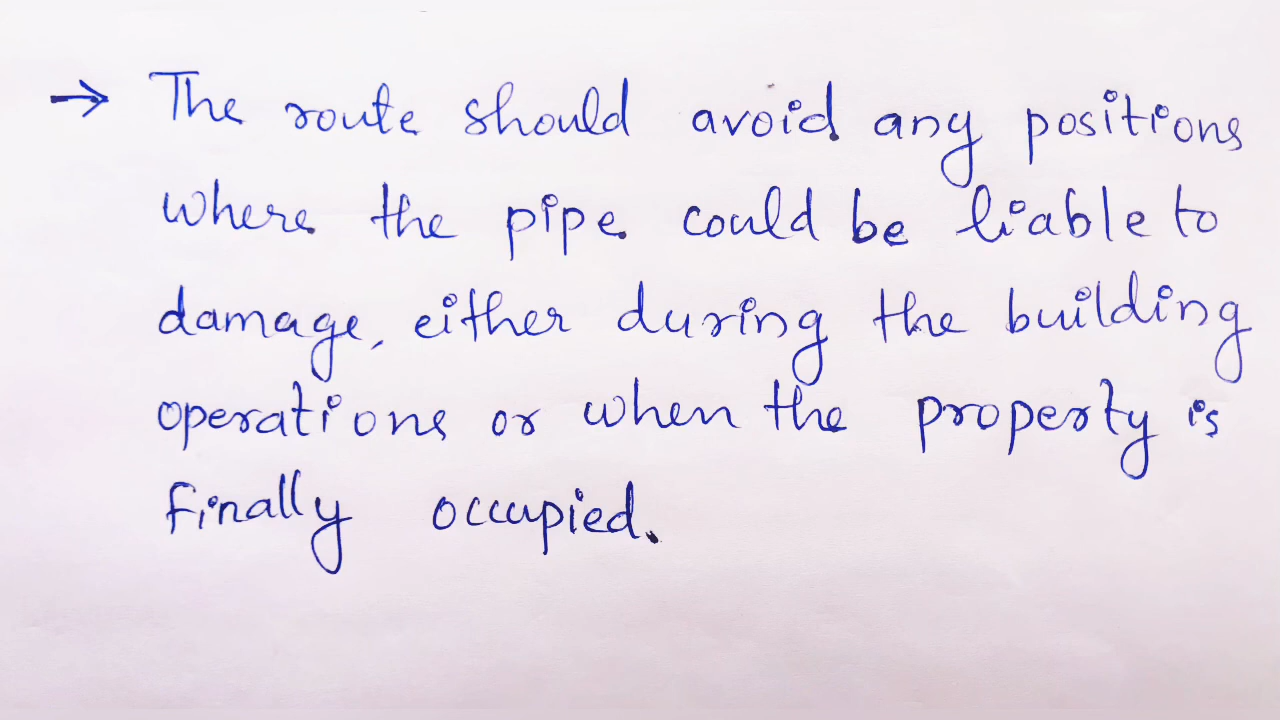 → The route should avoid any positions
where the pipe could be liable to
damage, either during the building
operations or when the property is
finally occupied.